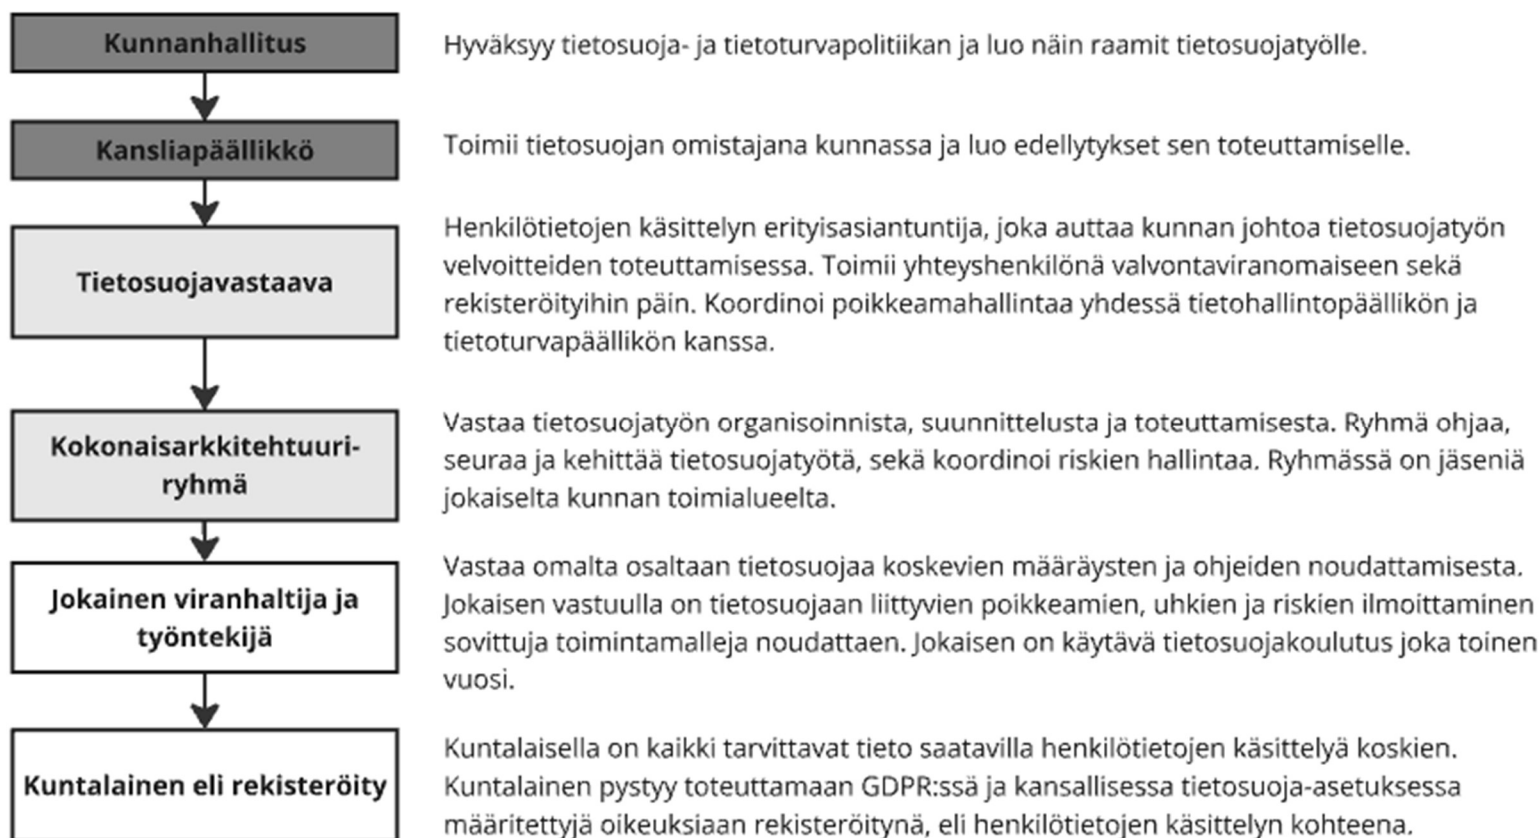 Kunnanhallitus
Hyväksyy tietosuoja- ja tietoturvapolitiikan ja luo näin raamit tietosuojatyölle.
Kansliapäällikkö
Toimii tietosuojan omistajana kunnassa ja luo edellytykset sen toteuttamiselle.
Tietosuojavastaava
Henkilötietojen käsittelyn erityisasiantuntija, joka auttaa kunnan johtoa tietosuojatyön
velvoitteiden toteuttamisessa. Toimii yhteyshenkilönä valvontaviranomaiseen sekä
rekisteröityihin päin. Koordinoi poikkeamahallintaa yhdessä tietohallintopäällikön ja
tietoturvapäällikön kanssa.
Kokonaisarkkitehtuuri-
ryhmä
Vastaa tietosuojatyön organisoinnista, suunnittelusta ja toteuttamisesta. Ryhmä ohjaa,
seuraa ja kehittää tietosuojatyötä, sekä koordinoi riskien hallintaa. Ryhmässä on jäseniä
jokaiselta kunnan toimialueelta.
Jokainen viranhaltija ja
työntekijä
Vastaa omalta osaltaan tietosuojaa koskevien määräysten ja ohjeiden noudattamisesta.
Jokaisen vastuulla on tietosuojaan liittyvien poikkeamien, uhkien ja riskien ilmoittaminen
sovittuja toimintamalleja noudattaen. Jokaisen on käytävä tietosuojakoulutus joka toinen
vuosi.
Kuntalainen eli rekisteröity
Kuntalaisella on kaikki tarvittavat tieto saatavilla henkilötietojen käsittelyä koskien.
Kuntalainen pystyy toteuttamaan GDPR:ssä ja kansallisessa tietosuoja-asetuksessa
määritettyjä oikeuksiaan rekisteröitynä, eli henkilötietojen käsittelyn kohteena.